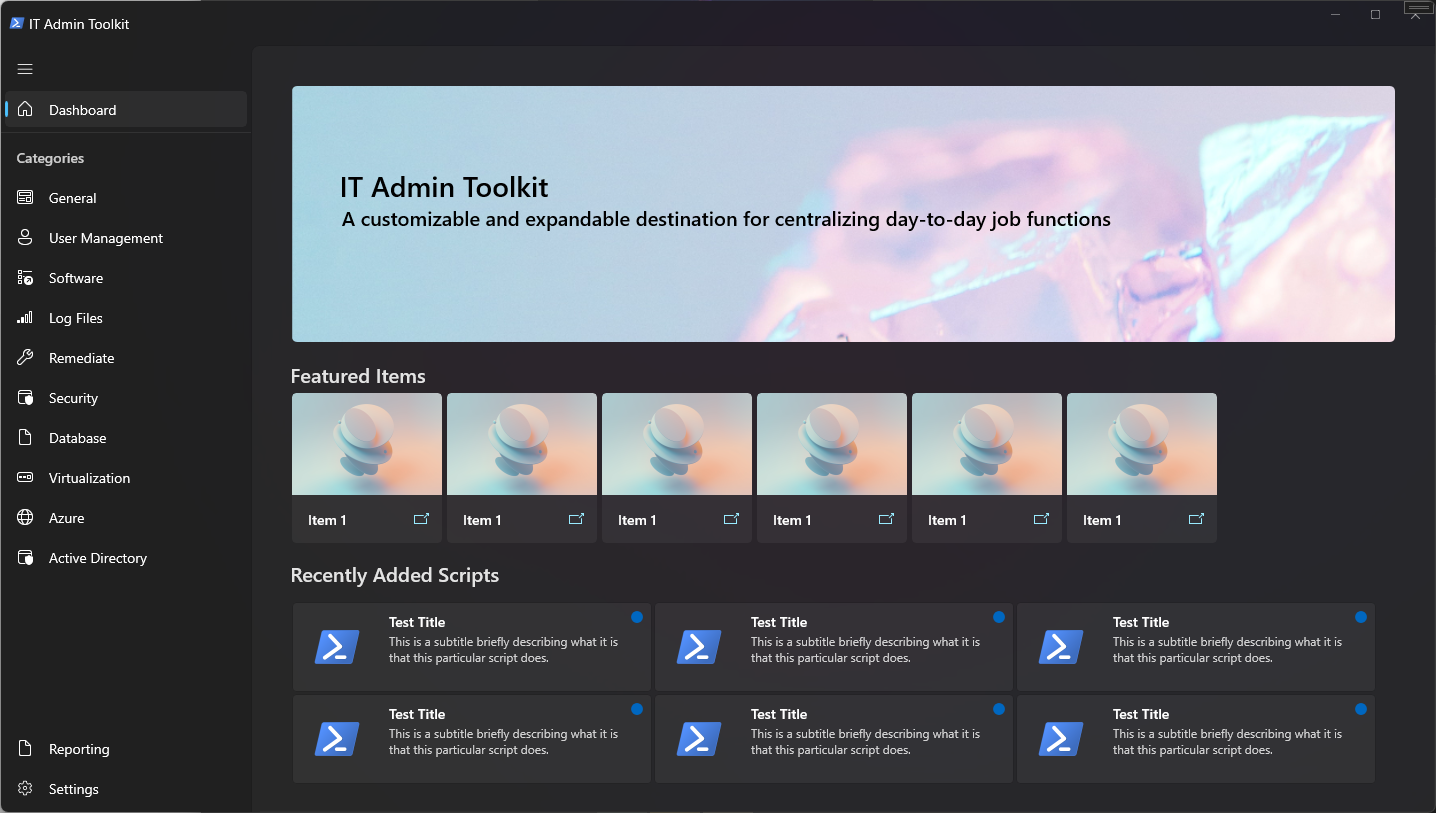 IT Admin Toolkit
Dashboard
Categories
General
User Management
Software
Log Files
Remediate
Security
Database
Virtualization
Azure
Active Directory
Reporting
Settings
IT Admin Toolkit
A customizable and expandable destination for centralizing day-to-day job functions
Featured Items
Item 1
Item 1
Item 1
Item 1
Item 1
Item 1
Recently Added Scripts
Test Title
This is a subtitle briefly describing what it is
that this particular script does.
Test Title
This is a subtitle briefly describing what it is
that this particular script does.
Test Title
This is a subtitle briefly describing what it is
that this particular script does.
Test Title
This is a subtitle briefly describing what it is
that this particular script does.
Test Title
This is a subtitle briefly describing what it is
that this particular script does.
Test Title
This is a subtitle briefly describing what it is
that this particular script does.